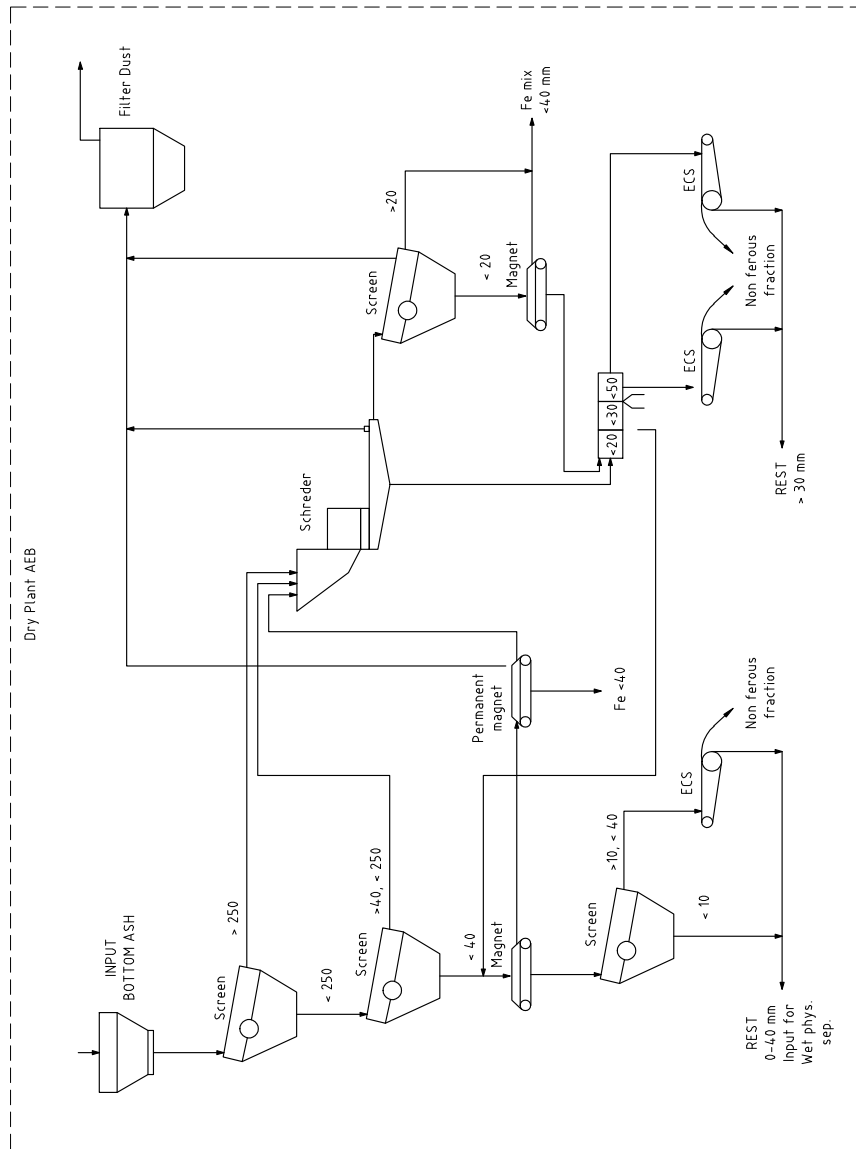 Dry Plant AEB
INPUT
BOTTOM ASH
Screen
> 250
< 250
Screen
>40, < 250
< 40
Magnet
Screen
>10, < 40
< 10
ECS
Non ferous
fraction
REST
0-40 mm
Input for
Wet phys.
sep.
Permanent
magnet
Fe <40
Schreder
Filter Dust
Screen
>20
< 20
Magnet
Fe mix
<40 mm
<20
<30
<50
ECS
ECS
Non ferous
fraction
REST
> 30 mm